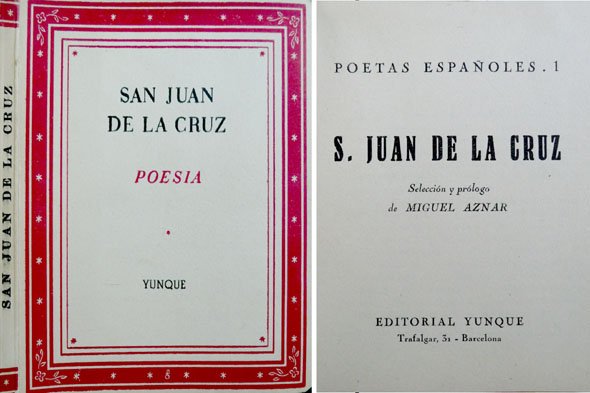 SAN JUAN DE LA CRUZ
SAN JUAN
DE LA CRUZ
POESIA
YUNQUE
8
POETAS ESPAÑOLES. 1
S. JUAN DE LA CRUZ
Selección y prólogo
de MIGUEL AZNAR
EDITORIAL YUNQUE
Trafalgar, 31 - Barcelona